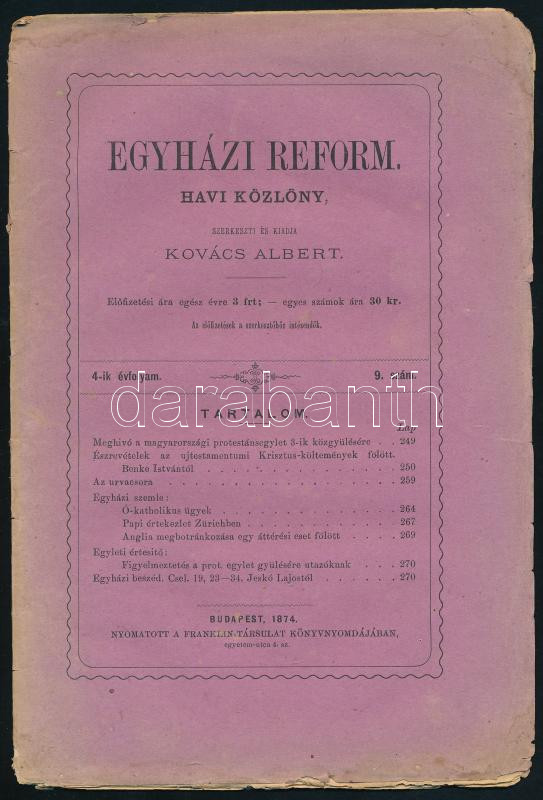 EGYHÁZI REFORM.
HAVI KÖZLÖNY,
SZERKESZTI ÉS KIADJA
KOVÁCS ALBERT.
Előfizetési ára egész évre 3 frt; — egyes számok ára 30 kr.
Az előfizetések a szerkesztőhöz intézendők.
4-ik évfolyam. 9. szám.
darabanth
TARTALOM.
Lap
Meghivó a magyarországi protestánsegylet 3-ik közgyülésére . . 249
Észrevételek az ujtestamentumi Krisztus-költemények fölött.
Benke Istvántól . . . . . . . . . . . . . 250
Az urvacsora . . . . . . . . . . . . . . . 259
Egyházi szemle:
Ó-katholikus ügyek . . . . . . . . . . . . 264
Papi értekezlet Zürichben . . . . . . . . . . 267
Anglia megbotránkozása egy áttérési eset fölött . . . . 269
Egyleti értesitő:
Figyelmeztetés a prot. egylet gyülésére utazóknak . . . 270
Egyházi beszéd. Csel. 19, 23—34. Jeskó Lajostól . . . . . . 270
BUDAPEST, 1874.
NYOMATOTT A FRANKLIN-TÁRSULAT KÖNYVNYOMDÁJÁBAN,
egyetem-utca 4. sz.